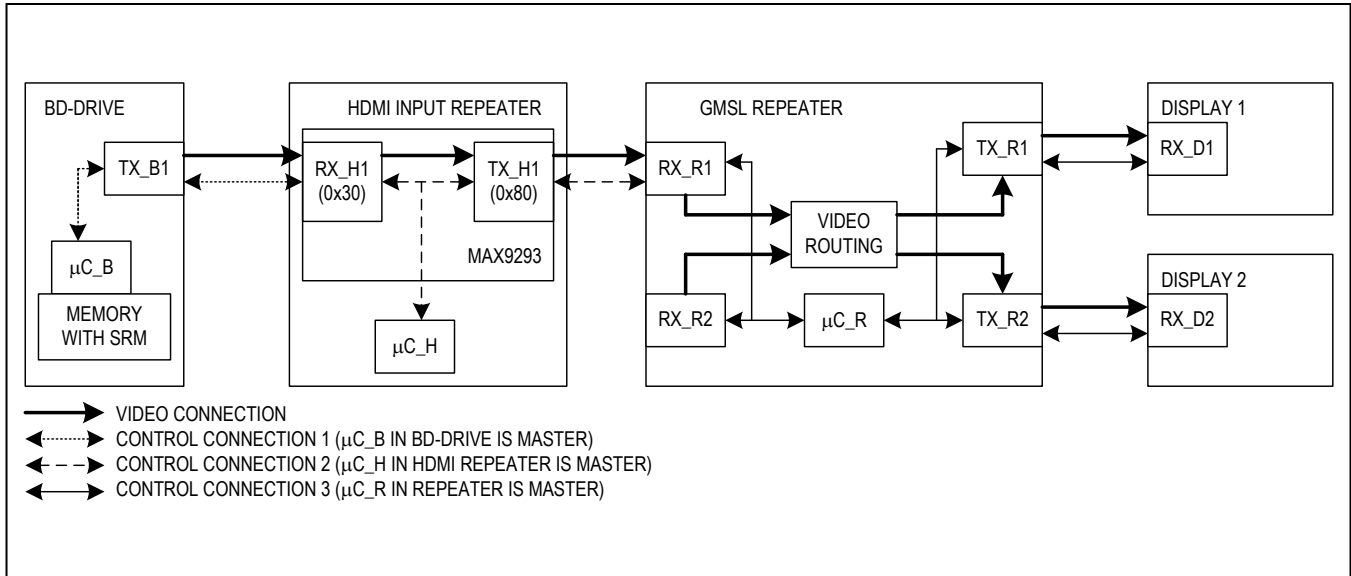 BD-DRIVE
TX_B1
μC_B
MEMORY
WITH SRM
HDMI INPUT REPEATER
RX_H1
(0x30)
TX_H1
(0x80)
MAX9293
μC_H
GMSL REPEATER
RX_R1
RX_R2
VIDEO
ROUTING
μC_R
TX_R1
TX_R2
DISPLAY 1
RX_D1
DISPLAY 2
RX_D2
VIDEO CONNECTION
CONTROL CONNECTION 1 (μC_B IN BD-DRIVE IS MASTER)
CONTROL CONNECTION 2 (μC_H IN HDMI REPEATER IS MASTER)
CONTROL CONNECTION 3 (μC_R IN REPEATER IS MASTER)